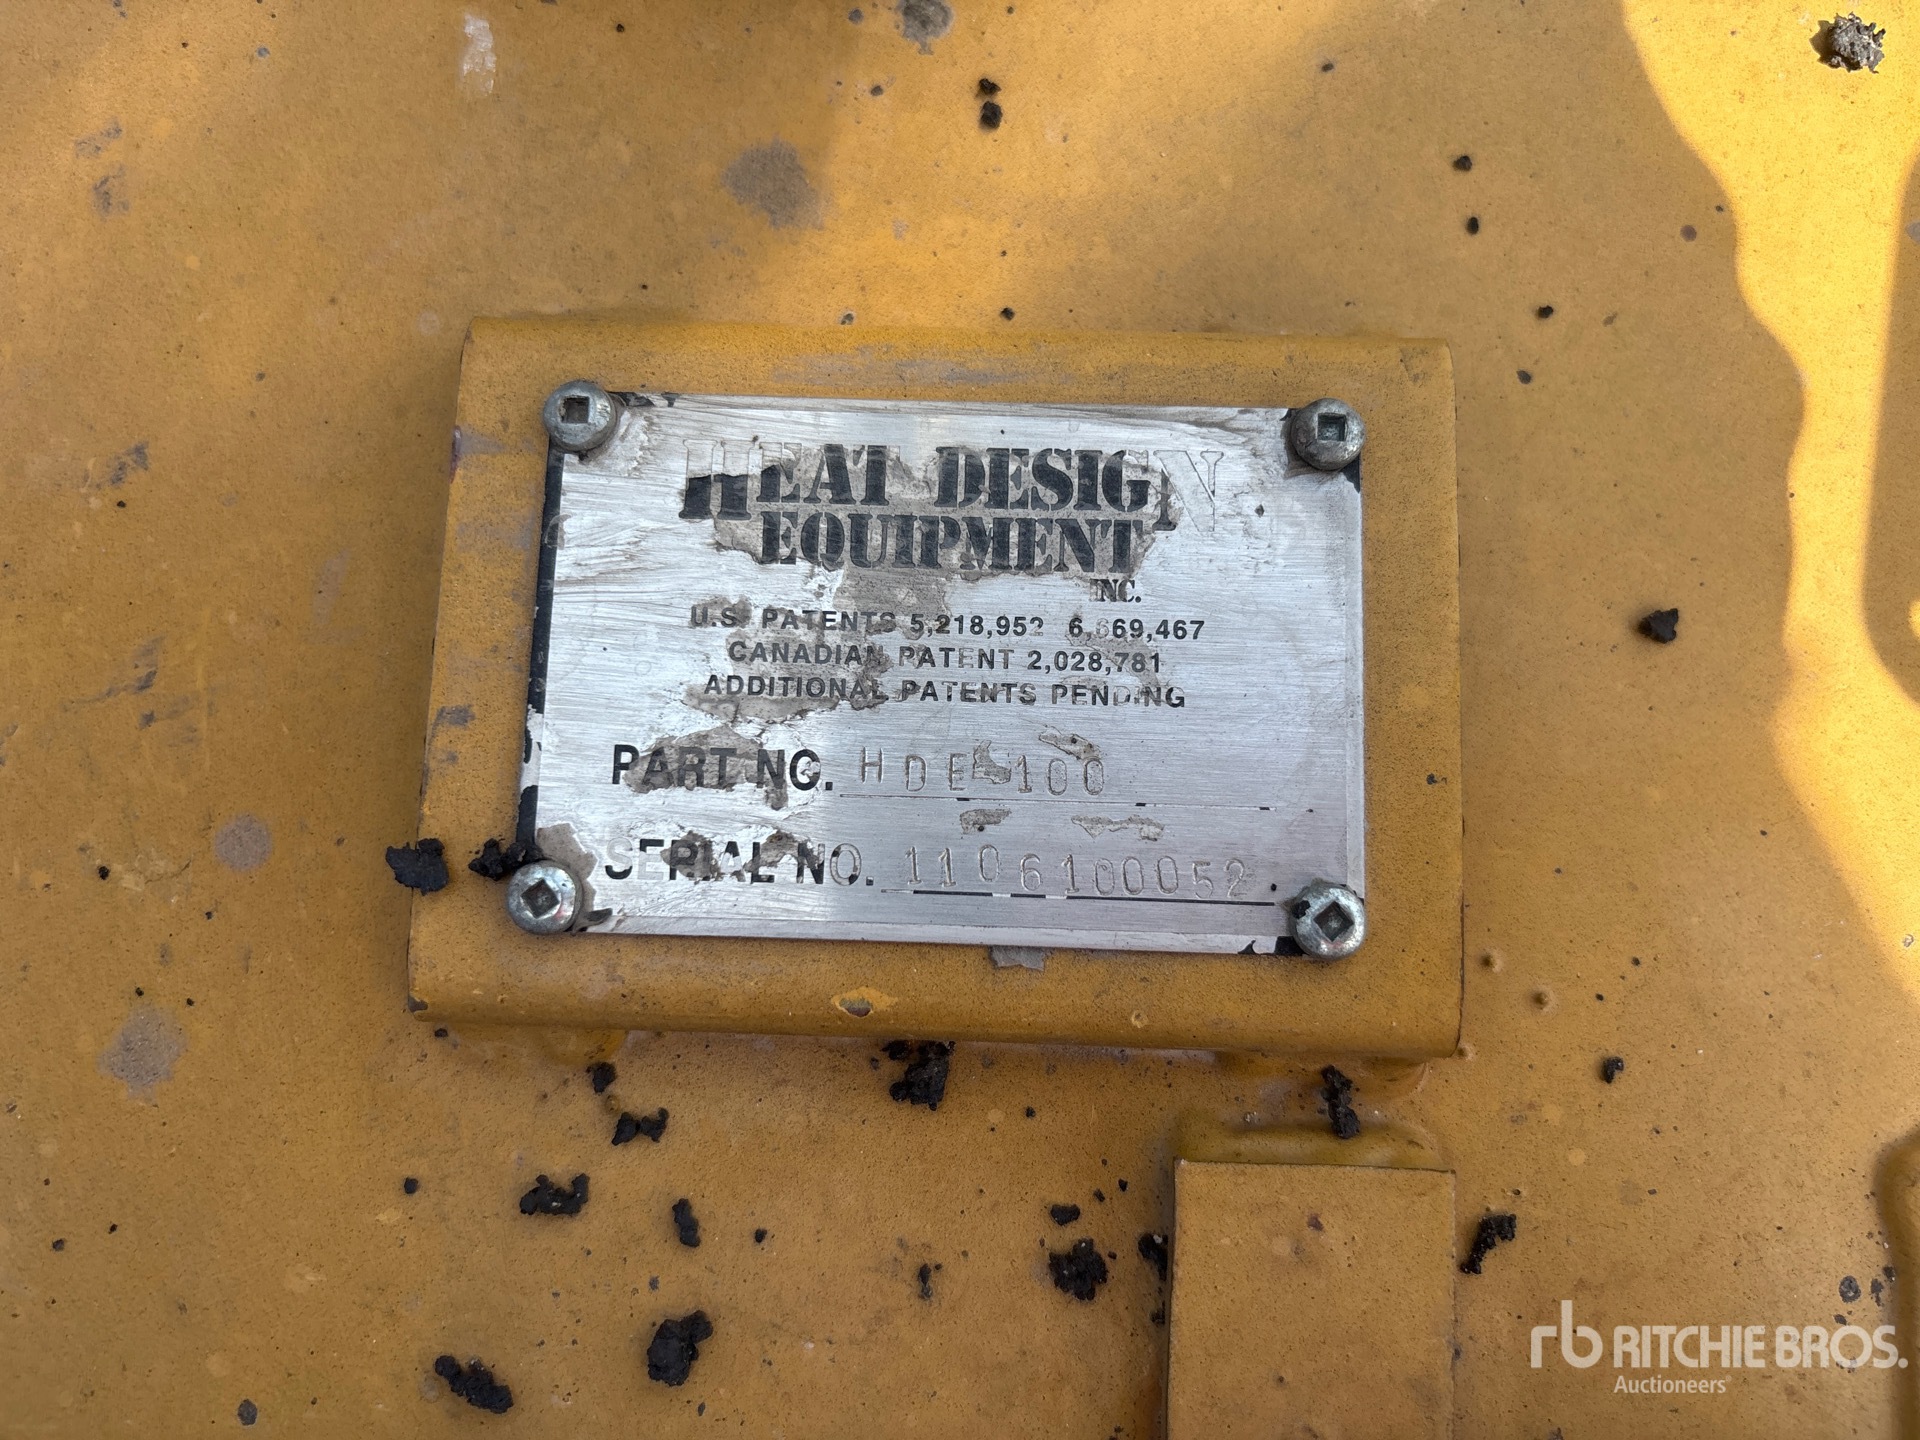 HEAT DESIGN
EQUIPMENT
INC.
U.S. PATENTS 5,218,952 6,669,467
CANADIAN PATENT 2,028,781
ADDITIONAL PATENTS PENDING
PART NO. HDE-100
SERIAL NO. 1106100052
rb RITCHIE BROS.
Auctioneers